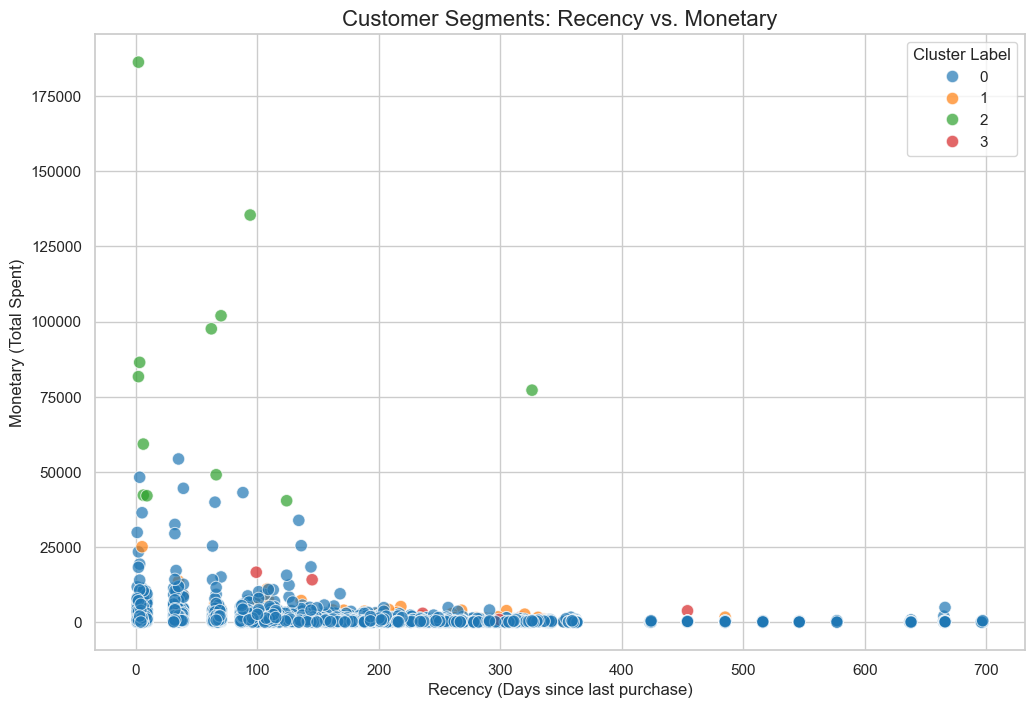 Customer Segments: Recency vs. Monetary
Cluster Label
0
1
2
3
Monetary (Total Spent)
175000
150000
125000
100000
75000
50000
25000
0
0 100 200 300 400 500 600 700
Recency (Days since last purchase)